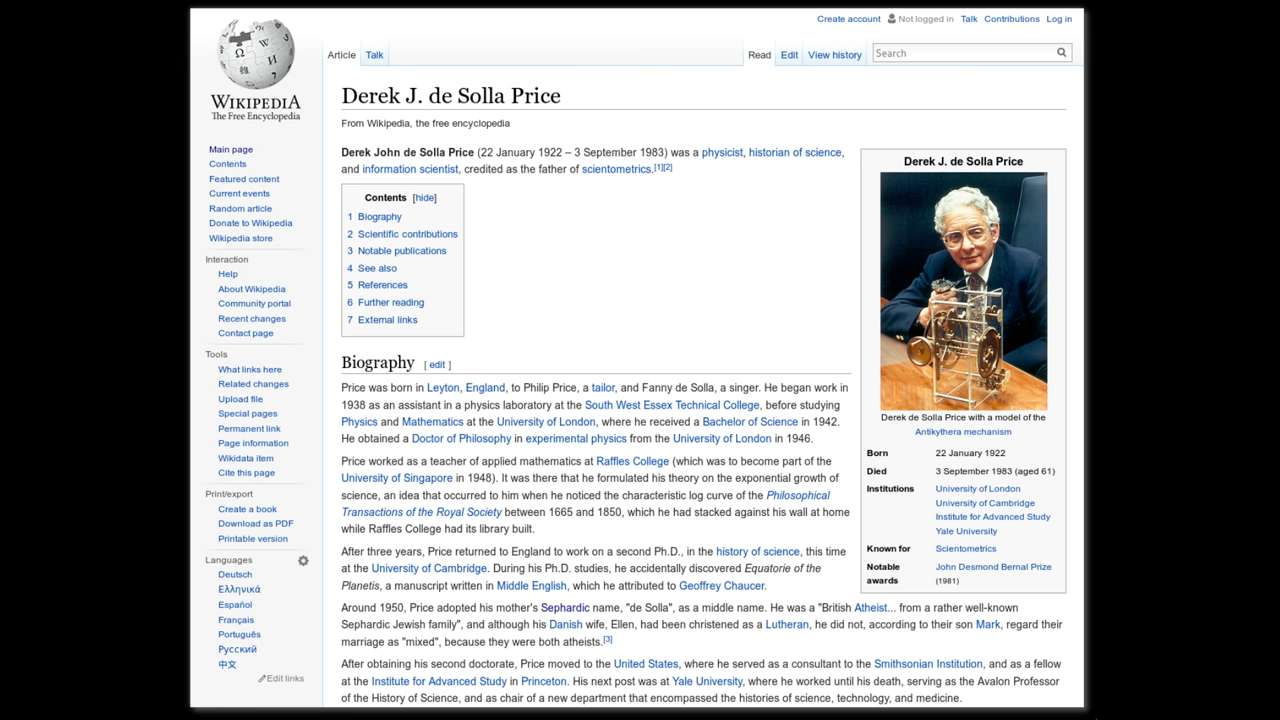 Create account Not logged in Talk Contributions Log in
Article Talk Read Edit View history Search
WIKIPEDIA
The Free Encyclopedia
Main page
Contents
Featured content
Current events
Random article
Donate to Wikipedia
Wikipedia store
Interaction
Help
About Wikipedia
Community portal
Recent changes
Contact page
Tools
What links here
Related changes
Upload file
Special pages
Permanent link
Page information
Wikidata item
Cite this page
Print/export
Create a book
Download as PDF
Printable version
Languages
Deutsch
Ελληνικά
Español
Français
Português
Русский
中文
Edit links
Derek J. de Solla Price
From Wikipedia, the free encyclopedia
Derek John de Solla Price (22 January 1922 – 3 September 1983) was a physicist, historian of science,
and information scientist, credited as the father of scientometrics.[1][2]
Contents [hide]
1 Biography
2 Scientific contributions
3 Notable publications
4 See also
5 References
6 Further reading
7 External links
Biography [ edit ]
Price was born in Leyton, England, to Philip Price, a tailor, and Fanny de Solla, a singer. He began work in
1938 as an assistant in a physics laboratory at the South West Essex Technical College, before studying
Physics and Mathematics at the University of London, where he received a Bachelor of Science in 1942.
He obtained a Doctor of Philosophy in experimental physics from the University of London in 1946.
Price worked as a teacher of applied mathematics at Raffles College (which was to become part of the
University of Singapore in 1948). It was there that he formulated his theory on the exponential growth of
science, an idea that occurred to him when he noticed the characteristic log curve of the Philosophical
Transactions of the Royal Society between 1665 and 1850, which he had stacked against his wall at home
while Raffles College had its library built.
After three years, Price returned to England to work on a second Ph.D., in the history of science, this time
at the University of Cambridge. During his Ph.D. studies, he accidentally discovered Equatorie of the
Planetis, a manuscript written in Middle English, which he attributed to Geoffrey Chaucer.
Around 1950, Price adopted his mother's Sephardic name, "de Solla", as a middle name. He was a "British Atheist... from a rather well-known
Sephardic Jewish family", and although his Danish wife, Ellen, had been christened as a Lutheran, he did not, according to their son Mark, regard their
marriage as "mixed", because they were both atheists.[3]
After obtaining his second doctorate, Price moved to the United States, where he served as a consultant to the Smithsonian Institution, and as a fellow
at the Institute for Advanced Study in Princeton. His next post was at Yale University, where he worked until his death, serving as the Avalon Professor
of the History of Science, and as chair of a new department that encompassed the histories of science, technology, and medicine.
Derek J. de Solla Price
Derek de Solla Price with a model of the
Antikythera mechanism
Born 22 January 1922
Died 3 September 1983 (aged 61)
Institutions University of London
University of Cambridge
Institute for Advanced Study
Yale University
Known for Scientometrics
Notable John Desmond Bernal Prize
awards (1981)